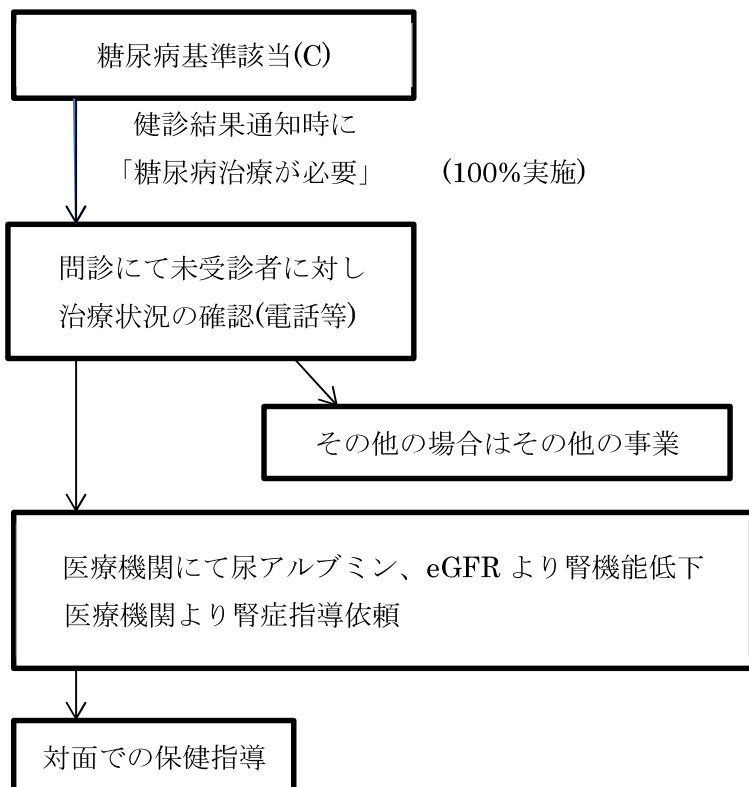 糖尿病基準該当(C)
健診結果通知時に
「糖尿病治療が必要」 (100%実施)
問診にて未受診者に対し
治療状況の確認(電話等)
その他の場合はその他の事業
医療機関にて尿アルブミン、eGFR より腎機能低下
医療機関より腎症指導依頼
対面での保健指導